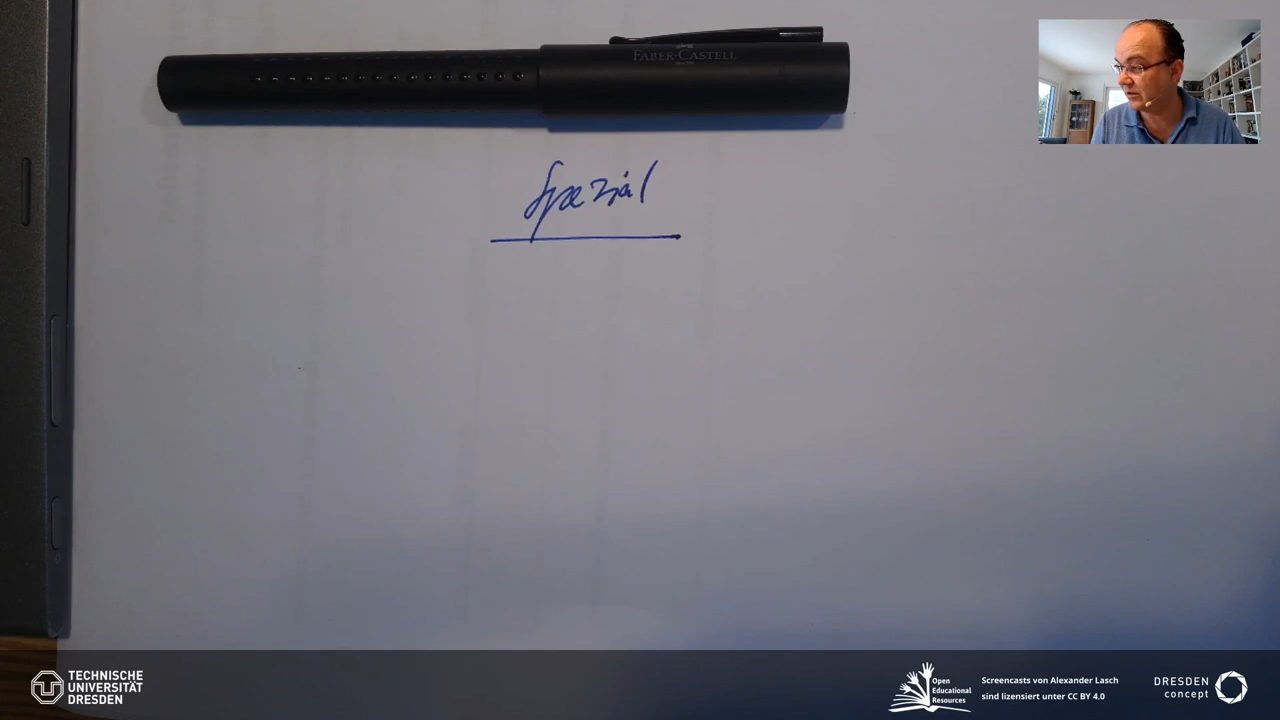 FABER-CASTELL
Spezial
TECHNISCHE
UNIVERSITÄT
DRESDEN
Open
Educational
Resources
Screencasts von Alexander Lasch
sind lizensiert unter CC BY 4.0
DRESDEN
concept